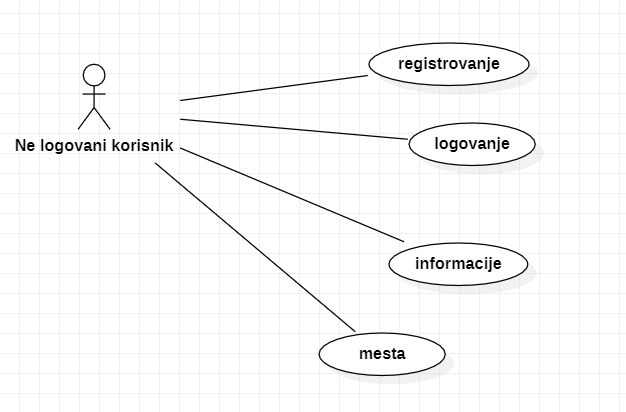 registrovanje
Ne logovani korisnik
logovanje
informacije
mesta